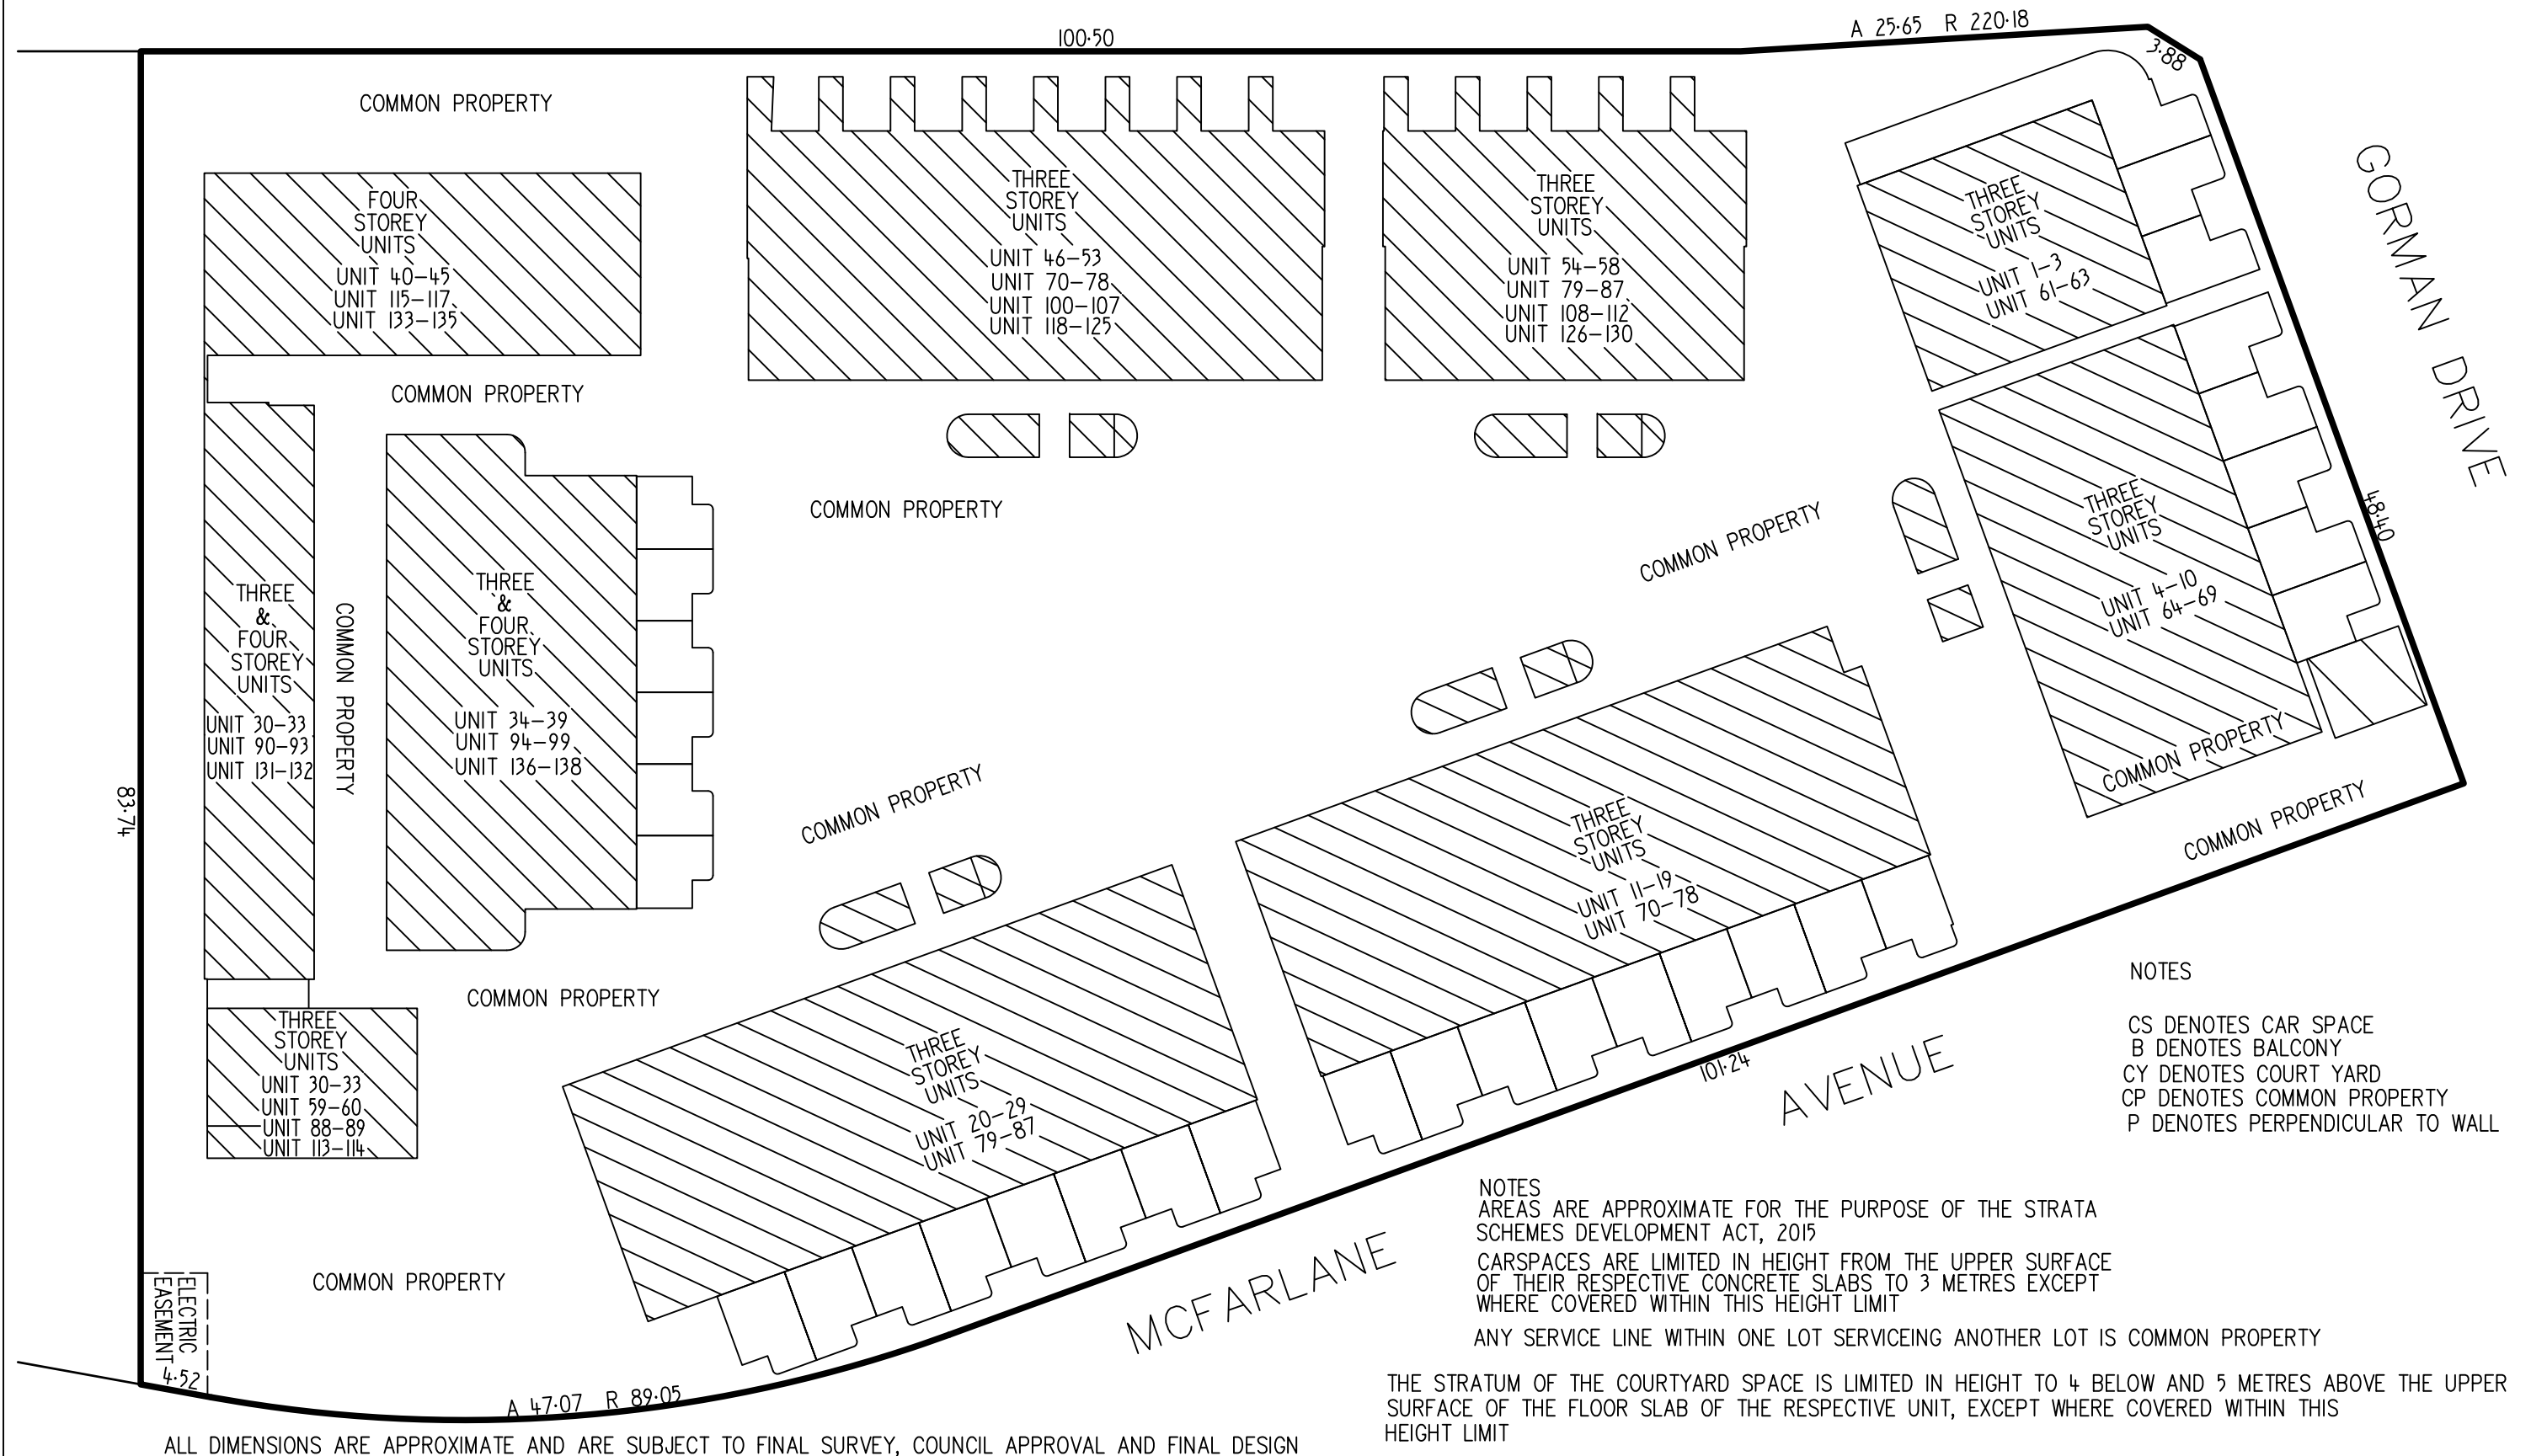 100·50
A 25·65 R 220·18
3·88
COMMON PROPERTY
FOUR
STOREY
UNITS
UNIT 40-45
UNIT 115-117
UNIT 133-135
THREE
STOREY
UNITS
UNIT 46-53
UNIT 70-78
UNIT 100-107
UNIT 118-125
THREE
STOREY
UNITS
UNIT 54-58
UNIT 79-87
UNIT 108-112
UNIT 126-130
THREE
STOREY
UNITS
UNIT 1-3
UNIT 61-63
GORMAN DRIVE
COMMON PROPERTY
COMMON PROPERTY
COMMON PROPERTY
THREE
STOREY
UNITS
UNIT 4-10
UNIT 64-69
48·40
THREE
&
FOUR
STOREY
UNITS
UNIT 30-33
UNIT 90-93
UNIT 131-132
COMMON PROPERTY
THREE
&
FOUR
STOREY
UNITS
UNIT 34-39
UNIT 94-99
UNIT 136-138
83·74
COMMON PROPERTY
THREE
STOREY
UNITS
UNIT 11-19
UNIT 70-78
COMMON PROPERTY
COMMON PROPERTY
COMMON PROPERTY
THREE
STOREY
UNITS
UNIT 30-33
UNIT 59-60
UNIT 88-89
UNIT 113-114
THREE
STOREY
UNITS
UNIT 20-29
UNIT 79-87
101·24
MCFARLANE AVENUE
NOTES
CS DENOTES CAR SPACE
B DENOTES BALCONY
CY DENOTES COURT YARD
CP DENOTES COMMON PROPERTY
P DENOTES PERPENDICULAR TO WALL
COMMON PROPERTY
ELECTRIC
EASEMENT
4·52
A 47·07 R 89·05
NOTES
AREAS ARE APPROXIMATE FOR THE PURPOSE OF THE STRATA
SCHEMES DEVELOPMENT ACT, 2015
CARSPACES ARE LIMITED IN HEIGHT FROM THE UPPER SURFACE
OF THEIR RESPECTIVE CONCRETE SLABS TO 3 METRES EXCEPT
WHERE COVERED WITHIN THIS HEIGHT LIMIT
ANY SERVICE LINE WITHIN ONE LOT SERVICEING ANOTHER LOT IS COMMON PROPERTY
THE STRATUM OF THE COURTYARD SPACE IS LIMITED IN HEIGHT TO 4 BELOW AND 5 METRES ABOVE THE UPPER
SURFACE OF THE FLOOR SLAB OF THE RESPECTIVE UNIT, EXCEPT WHERE COVERED WITHIN THIS
HEIGHT LIMIT
ALL DIMENSIONS ARE APPROXIMATE AND ARE SUBJECT TO FINAL SURVEY, COUNCIL APPROVAL AND FINAL DESIGN